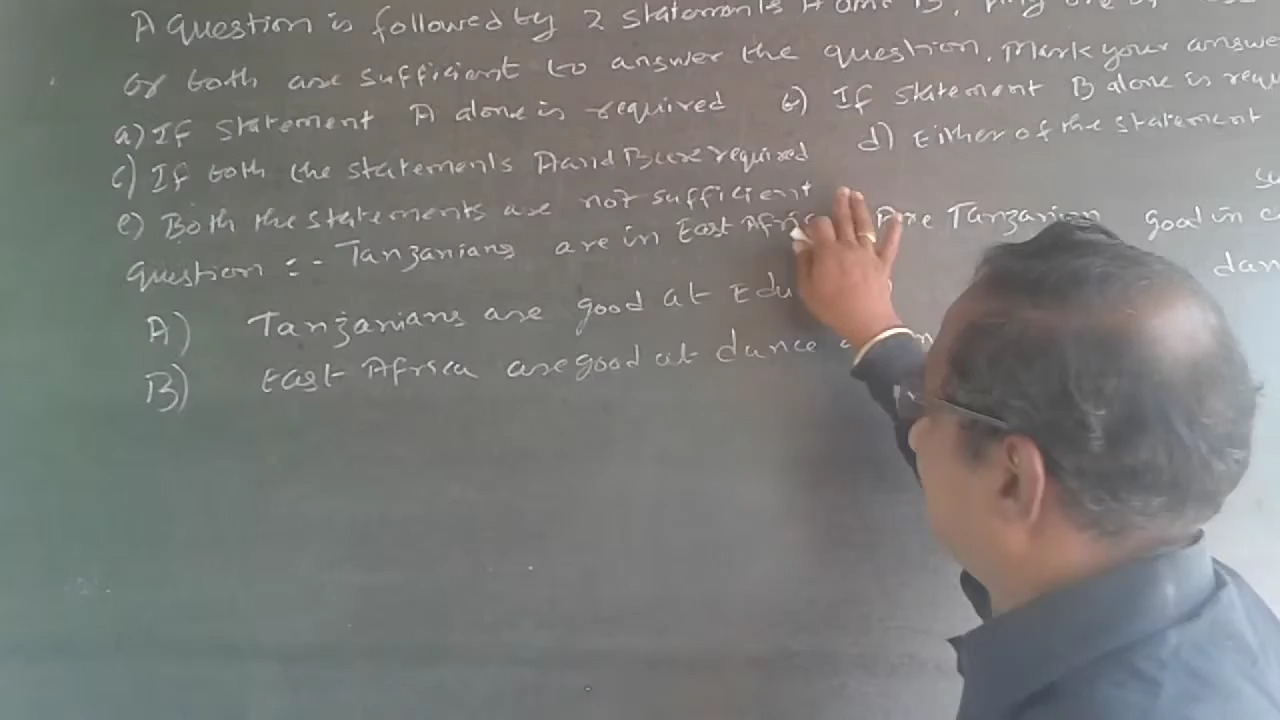 A question is followed by 2 statements A and B,
or both are sufficient to answer the question. Mark your answe
a) If Statement A alone is required b) If statement B alone is requ
c) If both the statements A and B are required d) Either of the statement
e) Both the statements are not sufficient
question :- Tanzanians are in East Are Tanzanian good in
dan
A) Tanzanians are good at Edu
B) East Africa are good at dance